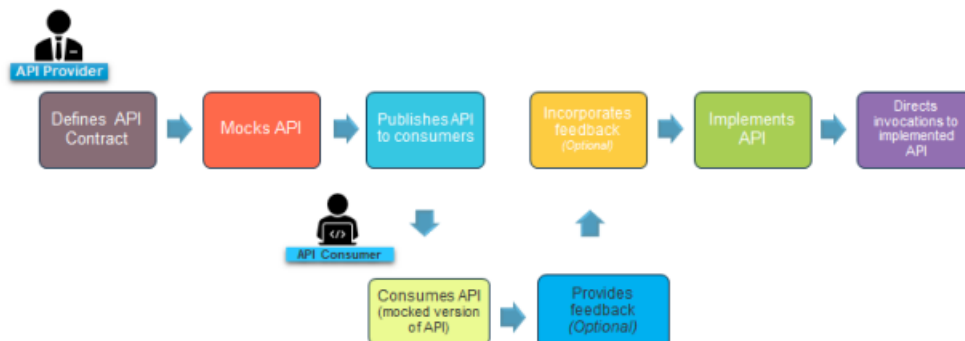 API Provider
Defines API
Contract
Mocks API
Publishes API
to consumers
Incorporates
feedback
(Optional)
Implements
API
Directs
invocations to
implemented
API
</>
API Consumer
Consumes API
(mocked version
of API)
Provides
feedback
(Optional)